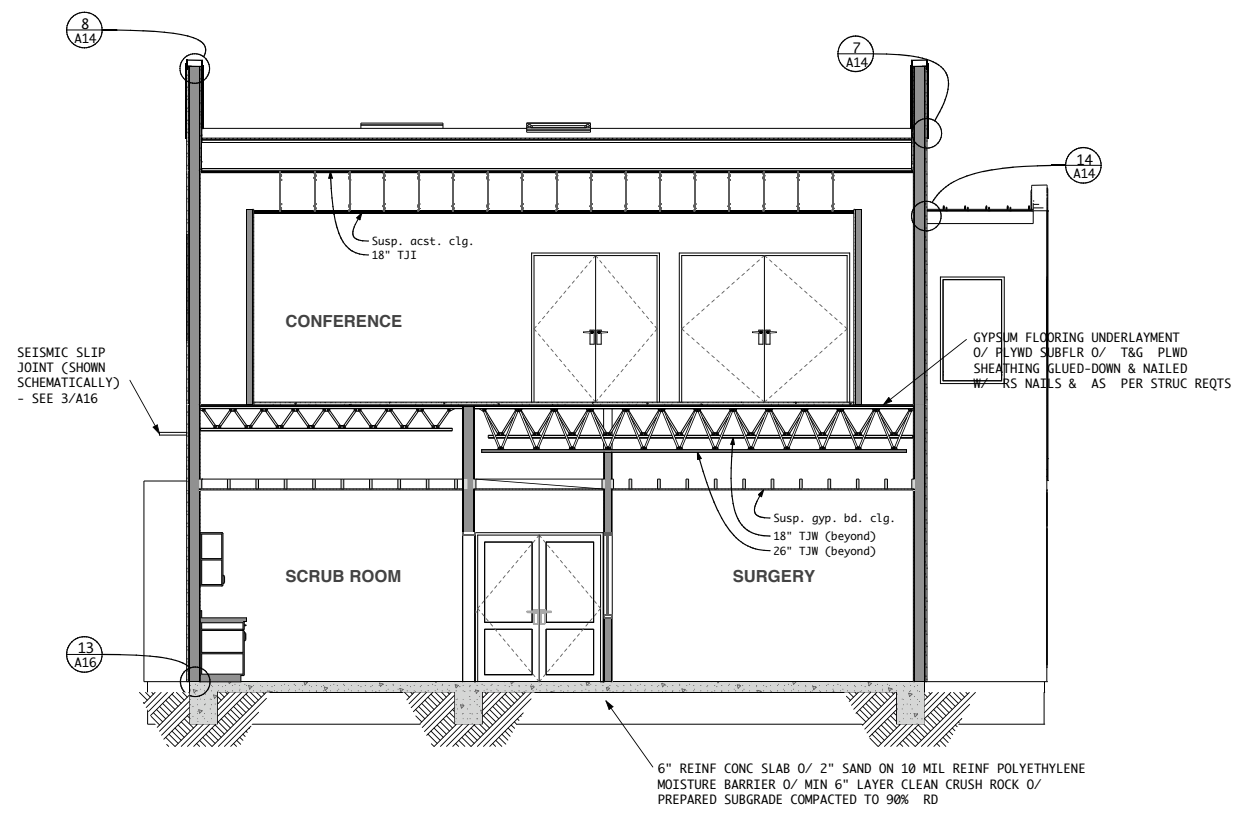 8
A14
7
A14
14
A14
Susp. acst. clg.
18" TJI
CONFERENCE
SEISMIC SLIP
JOINT (SHOWN
SCHEMATICALLY)
- SEE 3/A16
GYPSUM FLOORING UNDERLAYMENT
O/ PLYWD SUBFLR O/ T&G PLWD
SHEATHING GLUED-DOWN & NAILED
W/ RS NAILS & AS PER STRUC REQTS
Susp. gyp. bd. clg.
18" TJW (beyond)
26" TJW (beyond)
SCRUB ROOM
SURGERY
13
A16
6" REINF CONC SLAB O/ 2" SAND ON 10 MIL REINF POLYETHYLENE
MOISTURE BARRIER O/ MIN 6" LAYER CLEAN CRUSH ROCK O/
PREPARED SUBGRADE COMPACTED TO 90% RD